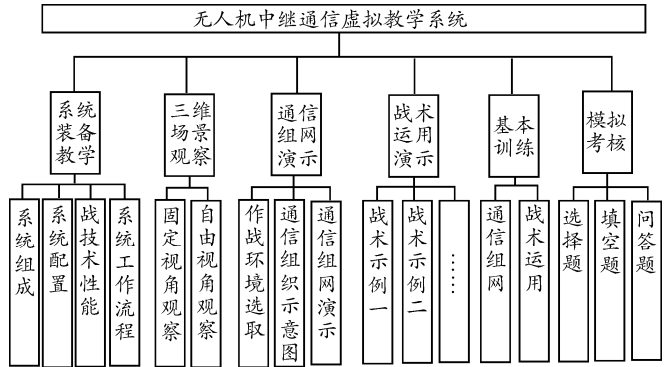 无人机中继通信虚拟教学系统
系统
装备
教学
三维
场景
观察
通信
组网
演示
战术
运用
演示
基本
训练
模拟
考核
系统组成
系统配置
战技术性能
系统工作流程
固定视角观察
自由视角观察
作战环境选取
通信组织示意图
通信组网演示
战术示例一
战术示例二
……
通信组网
战术运用
选择题
填空题
问答题